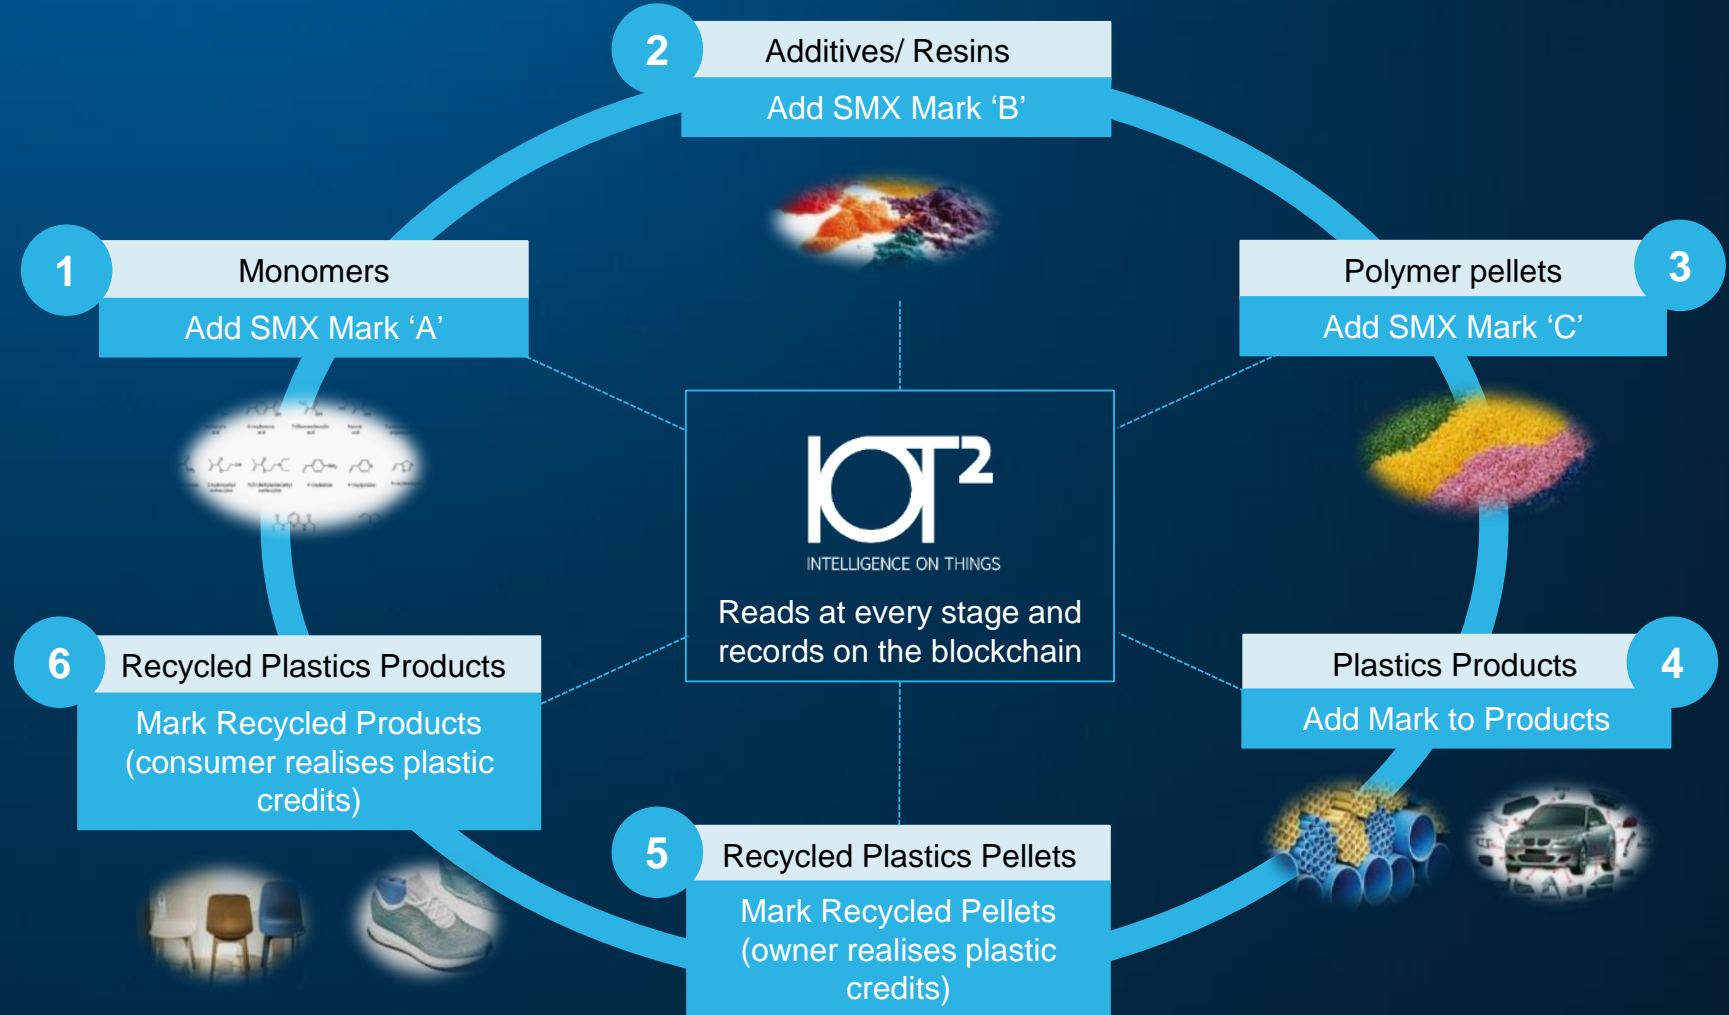 2
Additives/ Resins
Add SMX Mark ‘B’
1
Monomers
Add SMX Mark ‘A’
3
Polymer pellets
Add SMX Mark ‘C’
IOT²
INTELLIGENCE ON THINGS
Reads at every stage and
records on the blockchain
4
Plastics Products
Add Mark to Products
5
Recycled Plastics Pellets
Mark Recycled Pellets
(owner realises plastic
credits)
6
Recycled Plastics Products
Mark Recycled Products
(consumer realises plastic
credits)